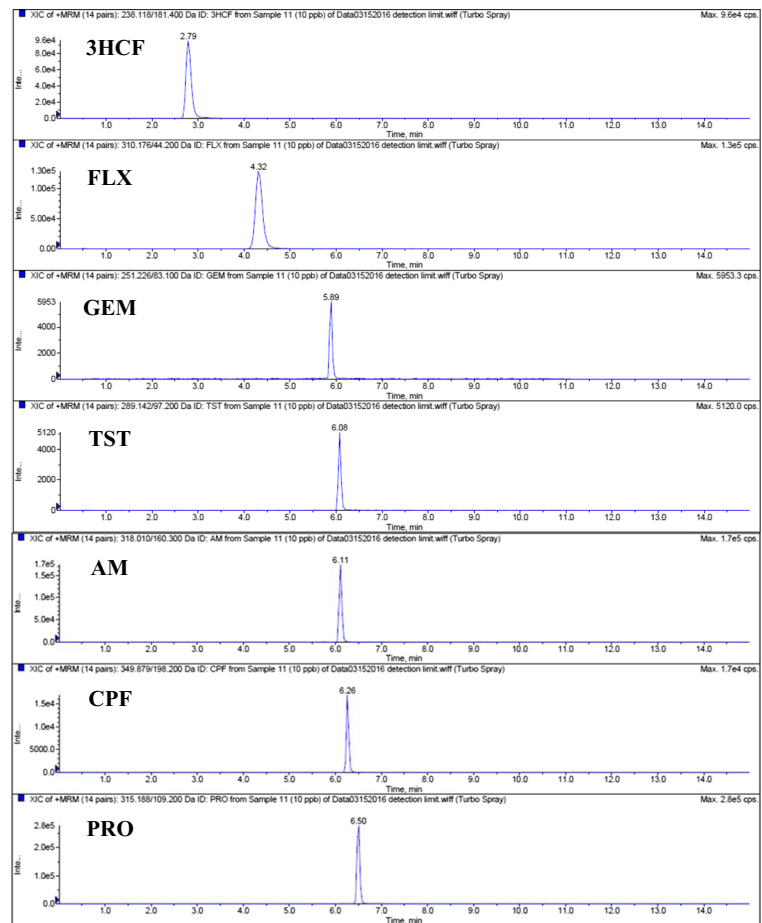 XIC of +MRM (14 pairs): 238.118/181.400 Da ID: 3HCF from Sample 11 (10 ppb) of Data03152016 detection limit.wiff (Turbo Spray) Max. 9.6e4 cps.
2.79
9.6e4
3HCF
8.0e4
6.0e4
Inte...
4.0e4
2.0e4
0.0
1.0 2.0 3.0 4.0 5.0 6.0 7.0 8.0 9.0 10.0 11.0 12.0 13.0 14.0
Time, min
XIC of +MRM (14 pairs): 310.176/44.200 Da ID: FLX from Sample 11 (10 ppb) of Data03152016 detection limit.wiff (Turbo Spray) Max. 1.3e5 cps.
4.32
1.30e5
FLX
1.00e5
Inte...
5.00e4
0.00
1.0 2.0 3.0 4.0 5.0 6.0 7.0 8.0 9.0 10.0 11.0 12.0 13.0 14.0
Time, min
XIC of +MRM (14 pairs): 251.226/83.100 Da ID: GEM from Sample 11 (10 ppb) of Data03152016 detection limit.wiff (Turbo Spray) Max. 5953.3 cps.
5.89
5953
GEM
4000
Inte...
2000
0
1.0 2.0 3.0 4.0 5.0 6.0 7.0 8.0 9.0 10.0 11.0 12.0 13.0 14.0
Time, min
XIC of +MRM (14 pairs): 289.142/97.200 Da ID: TST from Sample 11 (10 ppb) of Data03152016 detection limit.wiff (Turbo Spray) Max. 5120.0 cps.
6.08
5120
TST
4000
Inte...
2000
0
1.0 2.0 3.0 4.0 5.0 6.0 7.0 8.0 9.0 10.0 11.0 12.0 13.0 14.0
Time, min
XIC of +MRM (14 pairs): 318.010/160.300 Da ID: AM from Sample 11 (10 ppb) of Data03152016 detection limit.wiff (Turbo Spray) Max. 1.7e5 cps.
6.11
1.7e5
AM
1.5e5
1.0e5
Inte...
5.0e4
0.0
1.0 2.0 3.0 4.0 5.0 6.0 7.0 8.0 9.0 10.0 11.0 12.0 13.0 14.0
Time, min
XIC of +MRM (14 pairs): 349.879/198.200 Da ID: CPF from Sample 11 (10 ppb) of Data03152016 detection limit.wiff (Turbo Spray) Max. 1.7e4 cps.
6.26
CPF
1.5e4
1.0e4
Inte...
5000.0
0.0
1.0 2.0 3.0 4.0 5.0 6.0 7.0 8.0 9.0 10.0 11.0 12.0 13.0 14.0
Time, min
XIC of +MRM (14 pairs): 315.188/109.200 Da ID: PRO from Sample 11 (10 ppb) of Data03152016 detection limit.wiff (Turbo Spray) Max. 2.8e5 cps.
6.50
2.8e5
PRO
2.0e5
Inte...
1.0e5
0.0
1.0 2.0 3.0 4.0 5.0 6.0 7.0 8.0 9.0 10.0 11.0 12.0 13.0 14.0
Time, min